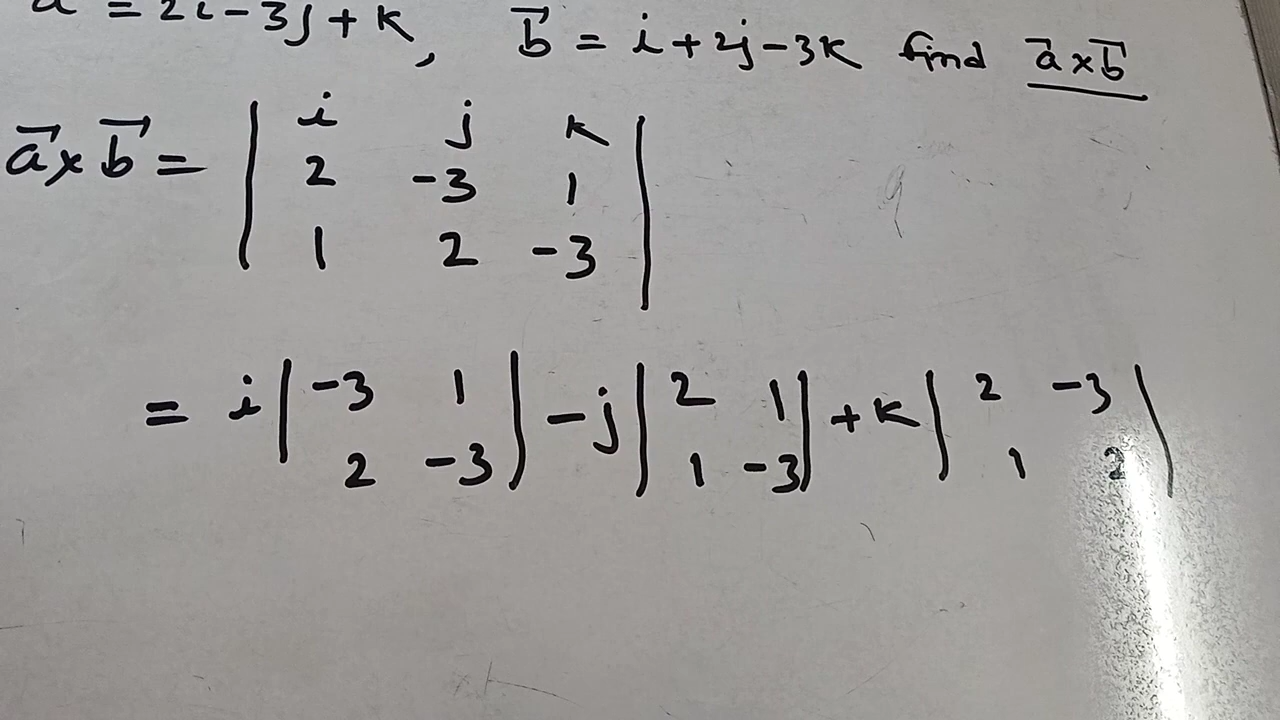 a = 2i - 3j + k, b⃗ = i + 2j - 3k find a⃗ × b⃗
a⃗ × b⃗ = | i j k |
| 2 -3 1 |
| 1 2 -3 |
= i | -3 1 | - j | 2 1 | + k | 2 -3 |
| 2 -3 | | 1 -3 | | 1 2 |